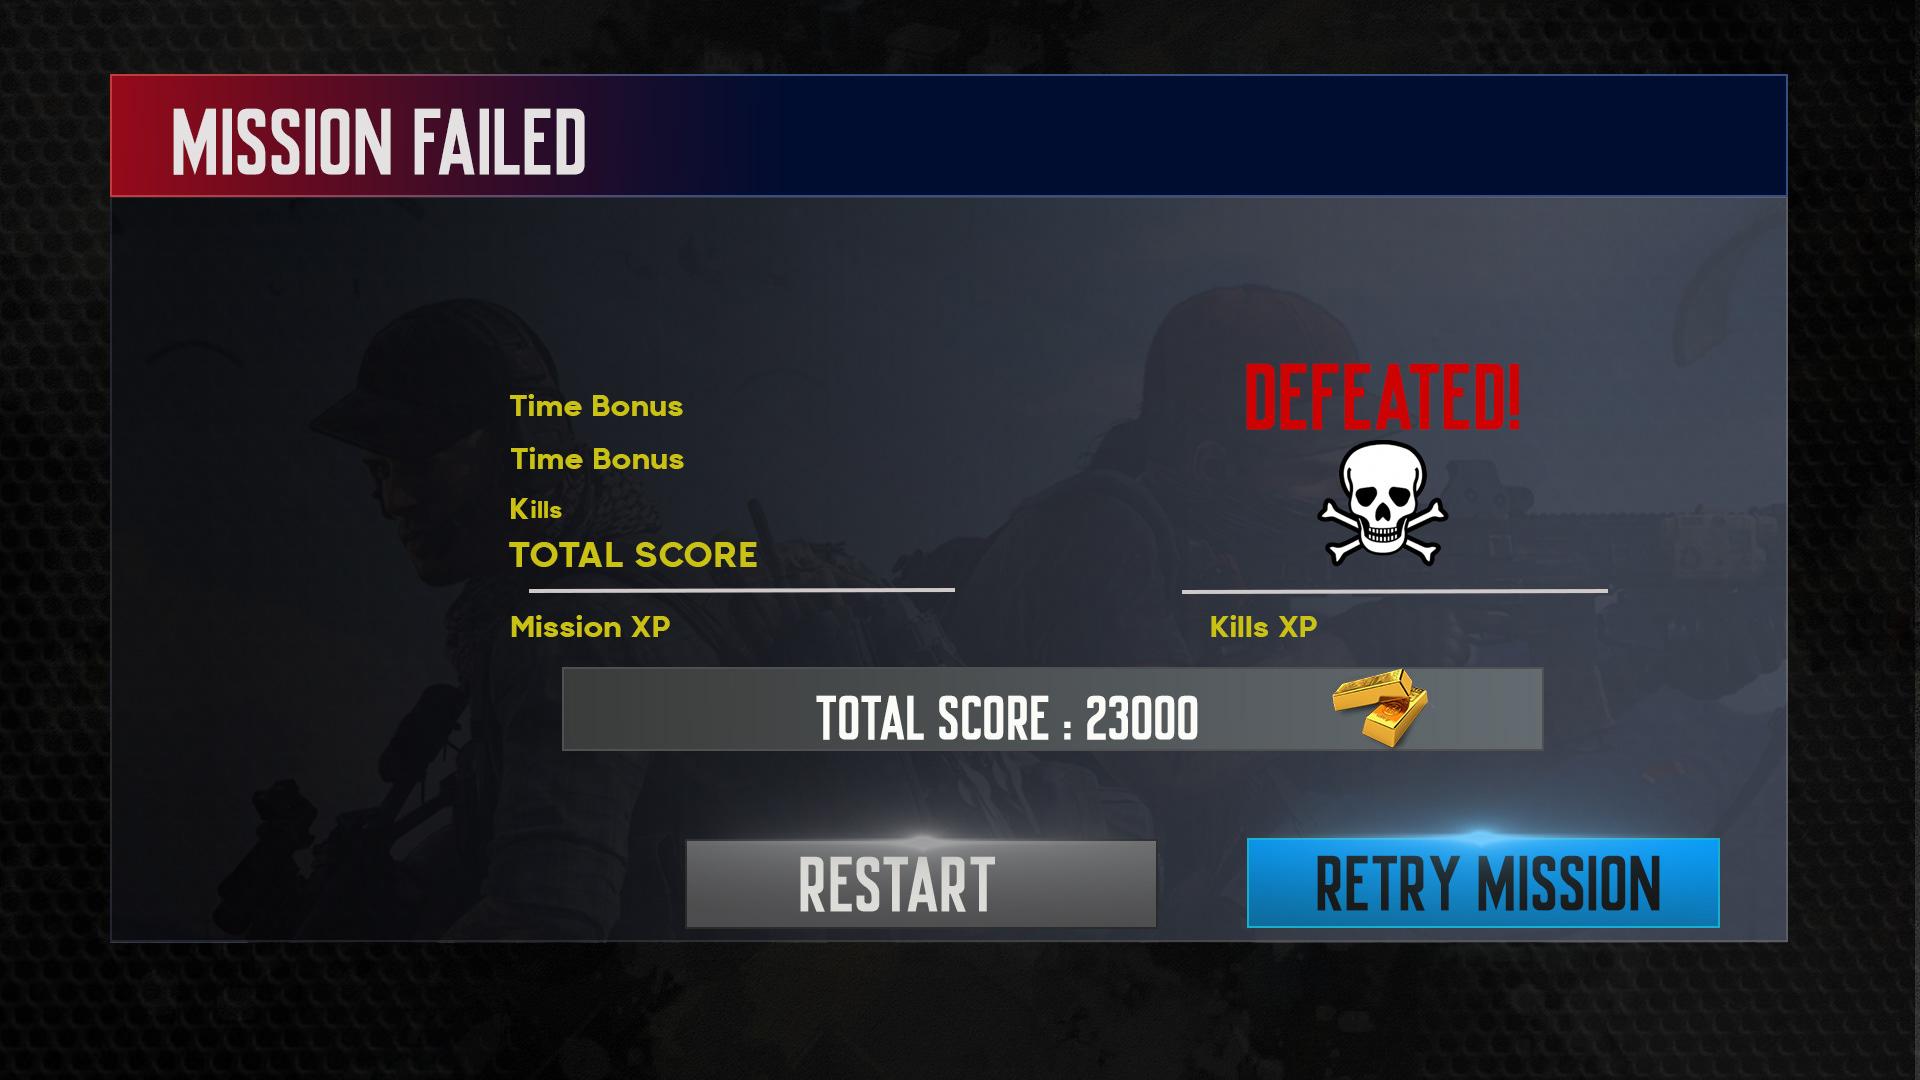 MISSION FAILED
DEFEATED!
Time Bonus
Time Bonus
Kills
TOTAL SCORE
Mission XP
Kills XP
TOTAL SCORE : 23000
RESTART
RETRY MISSION